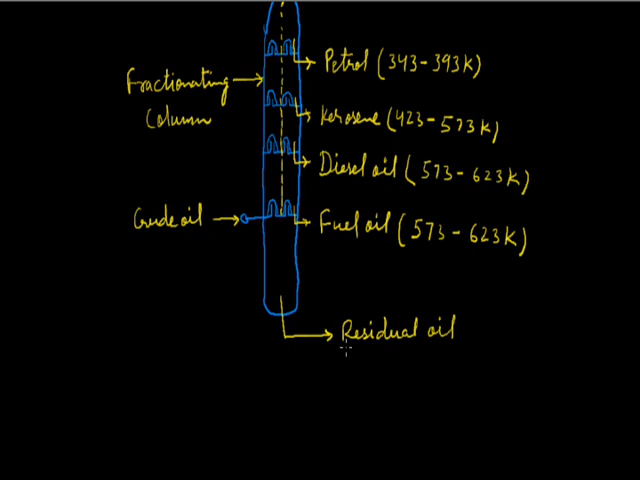 Petrol (343-393K)
Fractionating
Column
Kerosene (423-573K)
Diesel oil (573-623K)
Crude oil
Fuel oil (573-623K)
Residual oil